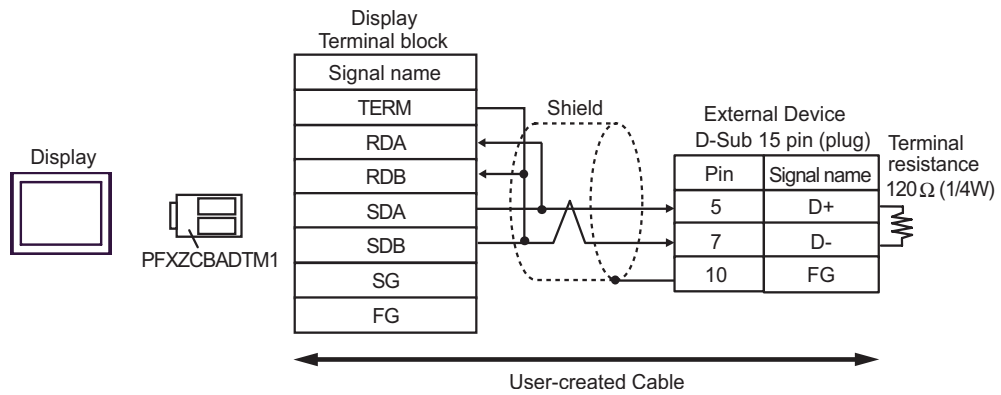 Display
Terminal block
Signal name
TERM
RDA
RDB
SDA
SDB
SG
FG
Shield
External Device
D-Sub 15 pin (plug)
Pin Signal name
5 D+
7 D-
10 FG
Terminal
resistance
120Ω (1/4W)
Display
PFXZCBADTM1
User-created Cable